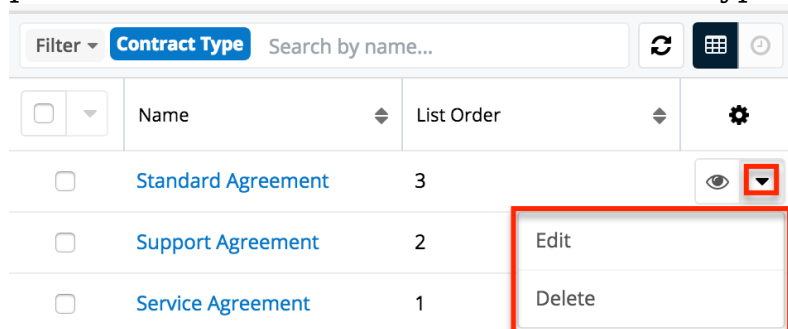 Filter Contract Type Search by name...
Name List Order
Standard Agreement 3
Support Agreement 2 Edit
Service Agreement 1 Delete